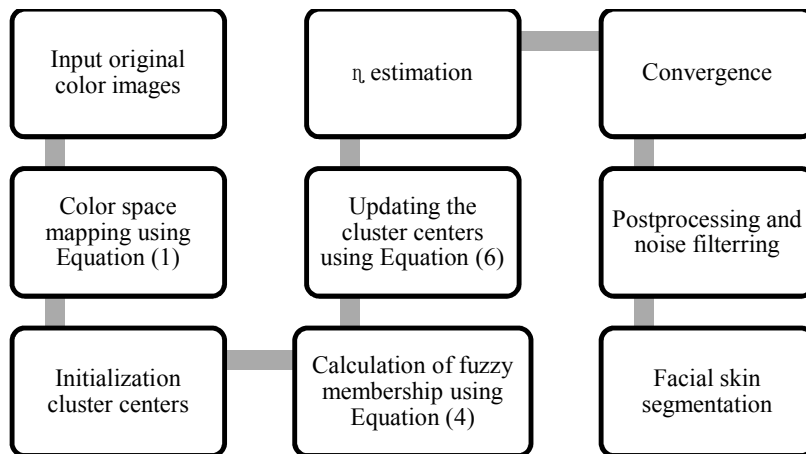 Input original
color images
Color space
mapping using
Equation (1)
Initialization
cluster centers
Calculation of fuzzy
membership using
Equation (4)
Updating the
cluster centers
using Equation (6)
η estimation
Convergence
Postprocessing and
noise filterring
Facial skin
segmentation